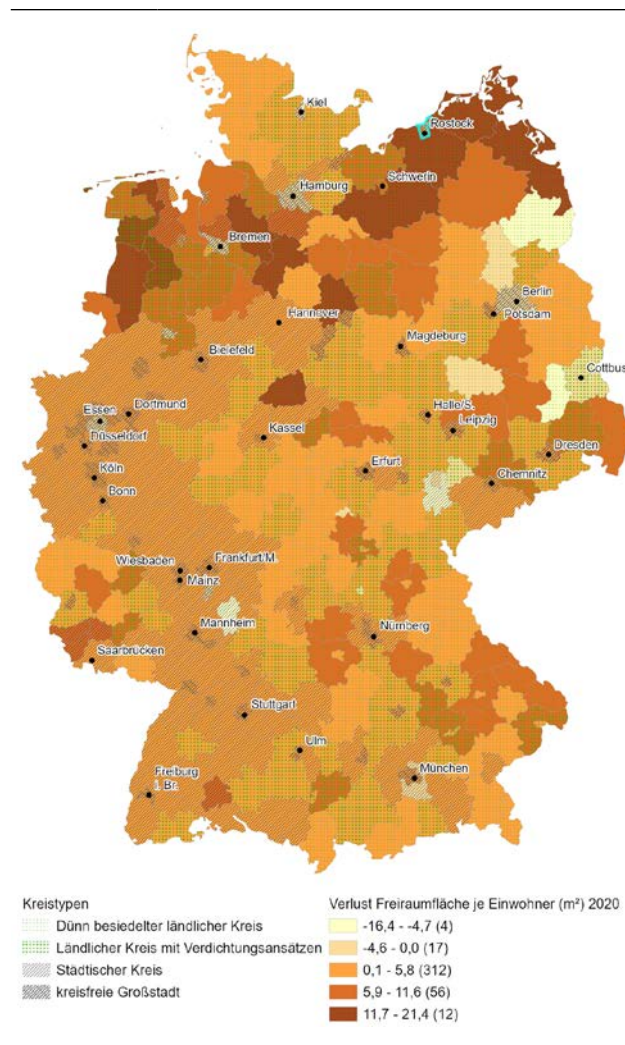 Kiel
Rostock
Schwerin
Hamburg
Bremen
Berlin
Hannover
Potsdam
Magdeburg
Bielefeld
Cottbus
Dortmund
Essen
Halle/S.
Düsseldorf
Kassel
Leipzig
Dresden
Köln
Erfurt
Chemnitz
Bonn
Wiesbaden
Frankfurt/M.
Mainz
Mannheim
Nürnberg
Saarbrücken
Stuttgart
Ulm
Freiburg
i. Br.
München
Kreistypen
Dünn besiedelter ländlicher Kreis
Ländlicher Kreis mit Verdichtungsansätzen
Städtischer Kreis
kreisfreie Großstadt
Verlust Freiraumfläche je Einwohner (m²) 2020
-16,4 - -4,7 (4)
-4,6 - 0,0 (17)
0,1 - 5,8 (312)
5,9 - 11,6 (56)
11,7 - 21,4 (12)